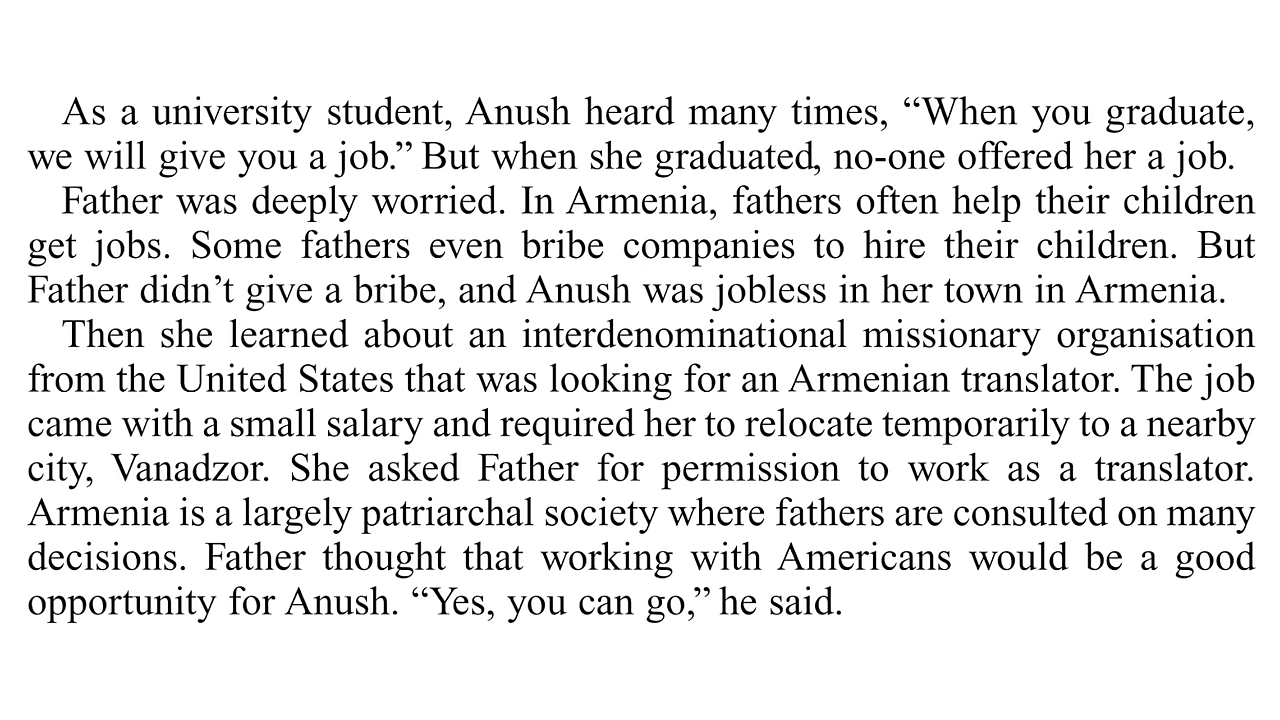 As a university student, Anush heard many times, “When you graduate,
we will give you a job.” But when she graduated, no-one offered her a job.
Father was deeply worried. In Armenia, fathers often help their children
get jobs. Some fathers even bribe companies to hire their children. But
Father didn’t give a bribe, and Anush was jobless in her town in Armenia.
Then she learned about an interdenominational missionary organisation
from the United States that was looking for an Armenian translator. The job
came with a small salary and required her to relocate temporarily to a nearby
city, Vanadzor. She asked Father for permission to work as a translator.
Armenia is a largely patriarchal society where fathers are consulted on many
decisions. Father thought that working with Americans would be a good
opportunity for Anush. “Yes, you can go,” he said.